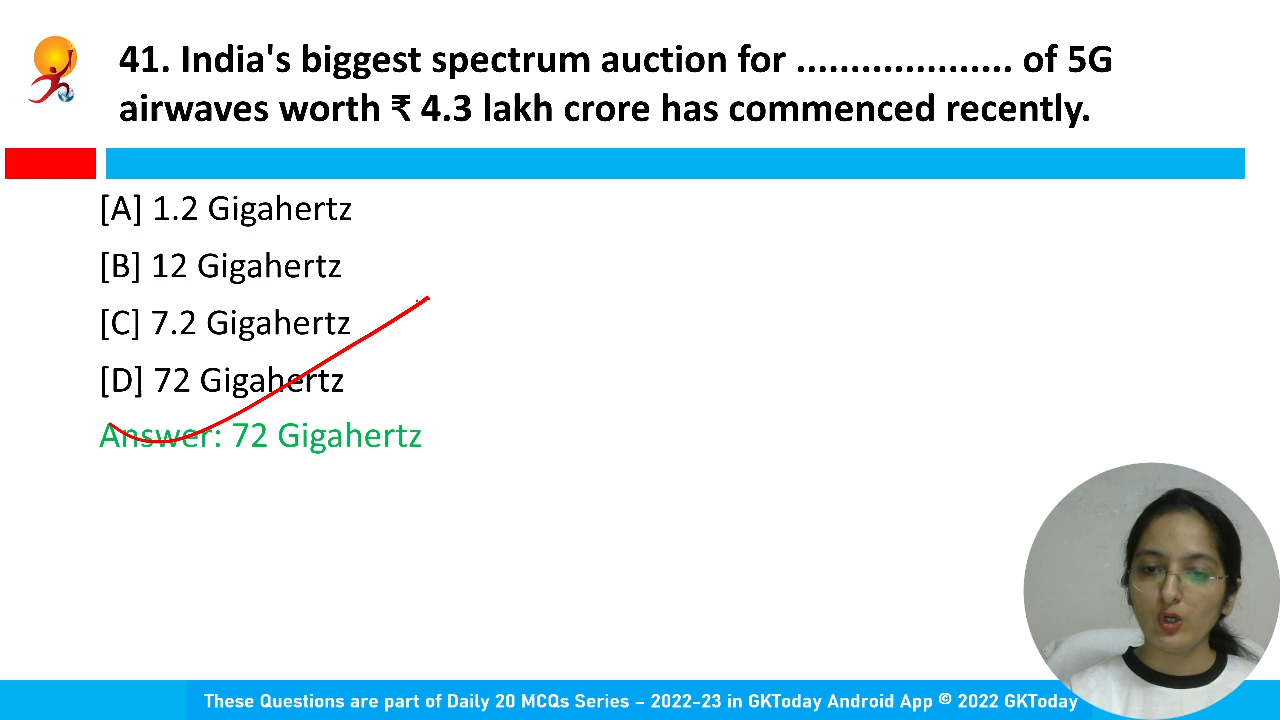 41. India's biggest spectrum auction for .................... of 5G
airwaves worth ₹ 4.3 lakh crore has commenced recently.
[A] 1.2 Gigahertz
[B] 12 Gigahertz
[C] 7.2 Gigahertz
[D] 72 Gigahertz
Answer: 72 Gigahertz
These Questions are part of Daily 20 MCQs Series – 2022-23 in GKToday Android App © 2022 GKToday